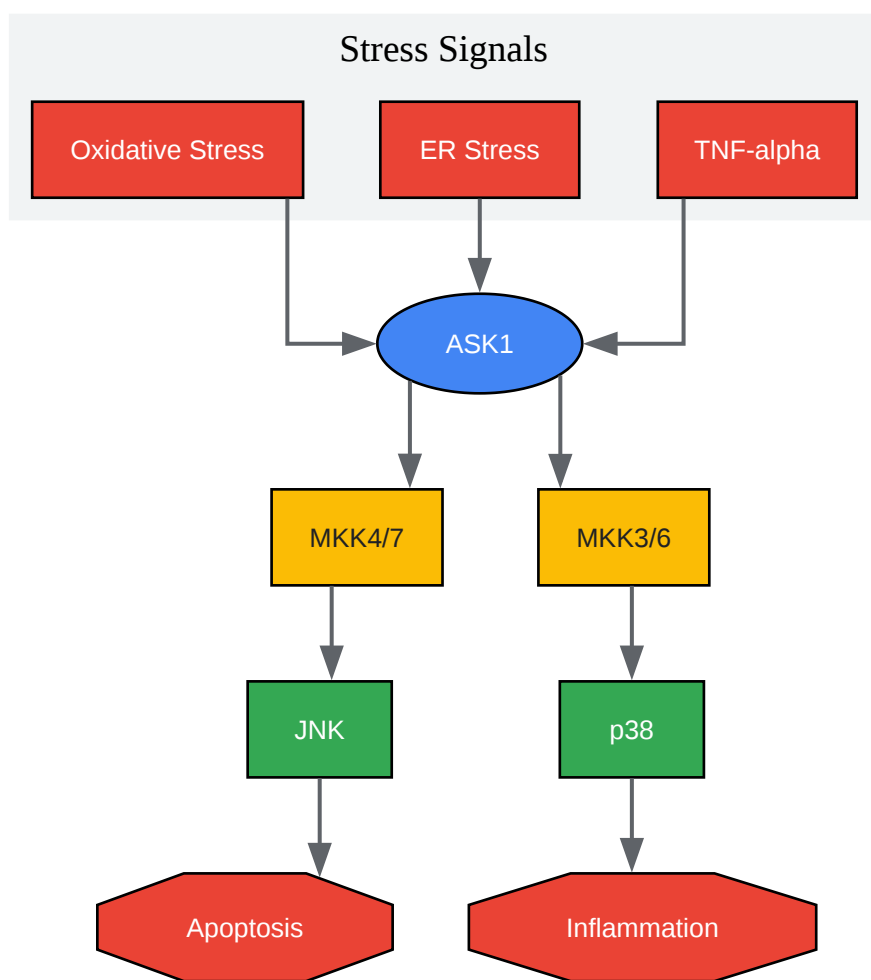 Stress Signals
Oxidative Stress
ER Stress
TNF-alpha
ASK1
MKK4/7
MKK3/6
JNK
p38
Apoptosis
Inflammation